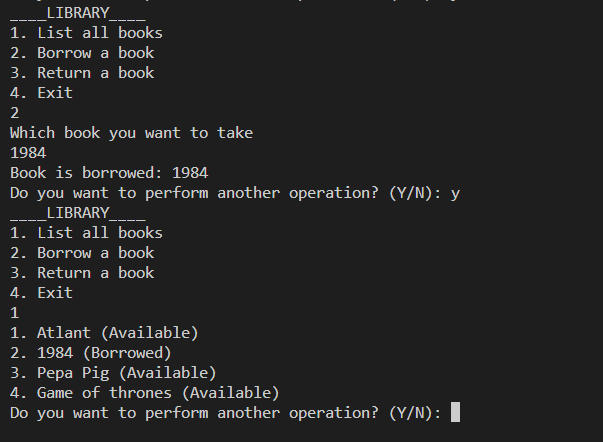 ____LIBRARY____
1. List all books
2. Borrow a book
3. Return a book
4. Exit
2
Which book you want to take
1984
Book is borrowed: 1984
Do you want to perform another operation? (Y/N): y
____LIBRARY____
1. List all books
2. Borrow a book
3. Return a book
4. Exit
1
1. Atlant (Available)
2. 1984 (Borrowed)
3. Pepa Pig (Available)
4. Game of thrones (Available)
Do you want to perform another operation? (Y/N):